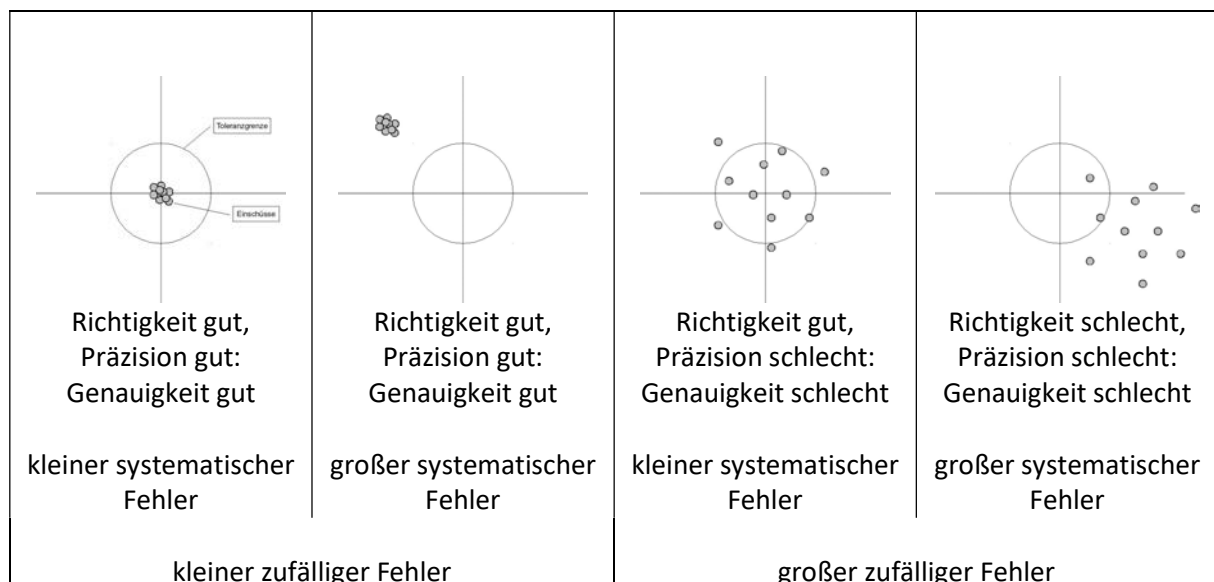 Toleranzgrenze
Einschüsse
Richtigkeit gut,
Präzision gut:
Genauigkeit gut
kleiner systematischer
Fehler
Richtigkeit gut,
Präzision gut:
Genauigkeit gut
großer systematischer
Fehler
Richtigkeit gut,
Präzision schlecht:
Genauigkeit schlecht
kleiner systematischer
Fehler
Richtigkeit schlecht,
Präzision schlecht:
Genauigkeit schlecht
großer systematischer
Fehler
kleiner zufälliger Fehler
großer zufälliger Fehler